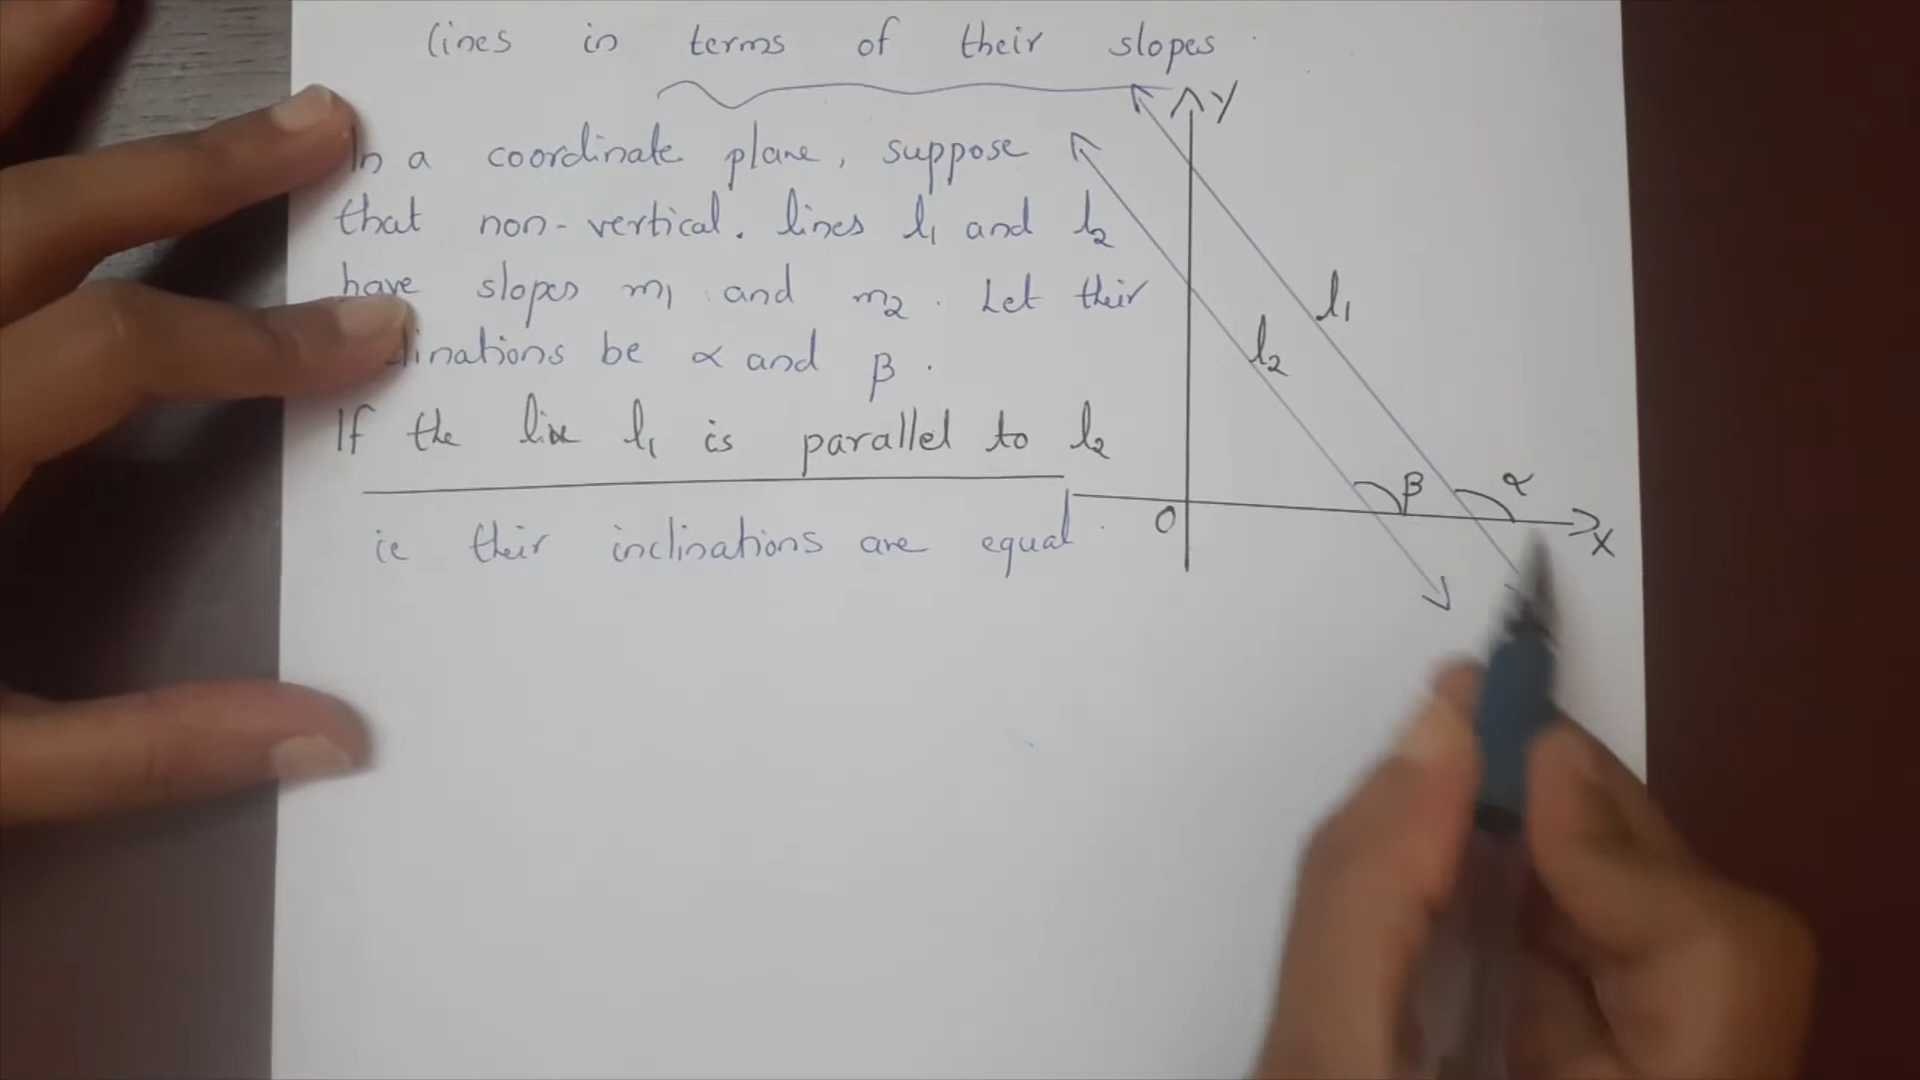 lines in terms of their slopes
In a coordinate plane, suppose
that non-vertical. lines l1 and l2
have slopes m1 and m2. Let their
linations be α and β.
If the line l1 is parallel to l2
ie their inclinations are equal.
Y
l1
l2
β
α
O
X